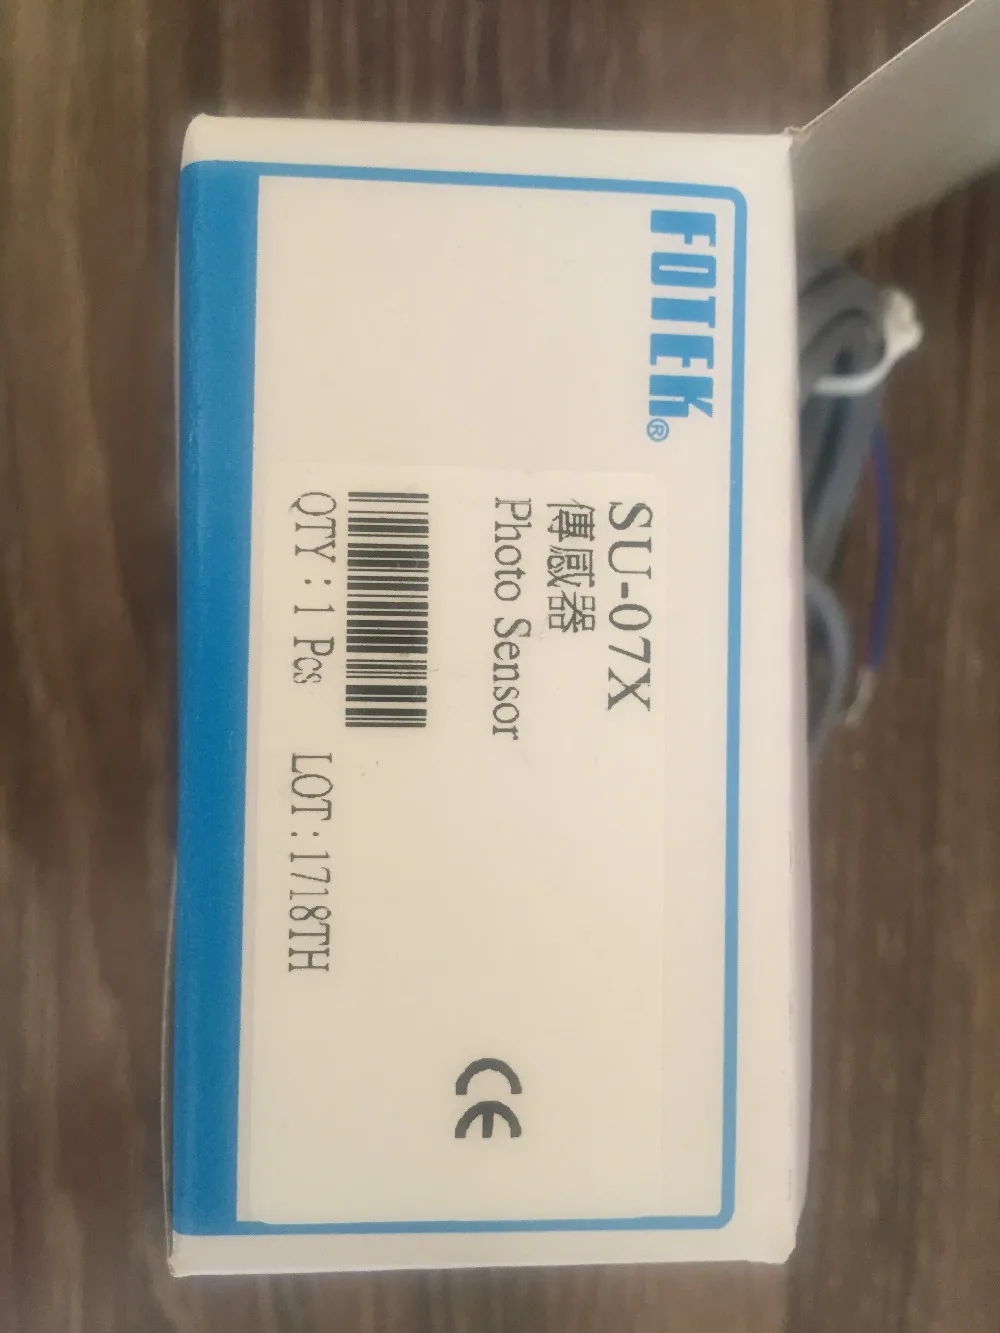 FOTEK®
SU-07X
傳感器
Photo Sensor
QTY : 1 Pcs LOT : 1718TH
CE